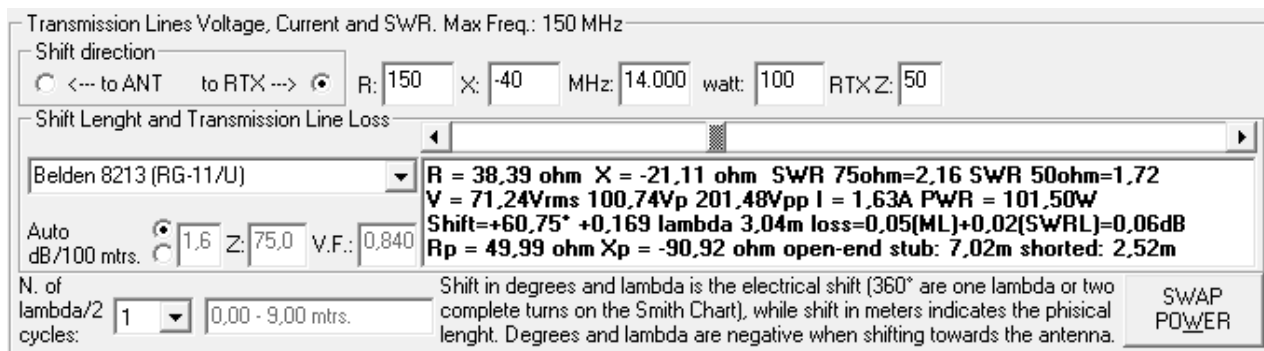 Transmission Lines Voltage, Current and SWR. Max Freq.: 150 MHz
Shift direction
<--- to ANT to RTX ---> R: 150 X: -40 MHz: 14.000 watt: 100 RTX Z: 50
Shift Lenght and Transmission Line Loss
Belden 8213 (RG-11/U)
R = 38,39 ohm X = -21,11 ohm SWR 75ohm=2,16 SWR 50ohm=1,72
V = 71,24Vrms 100,74Vp 201,48Vpp I = 1,63A PWR = 101,50W
Shift=+60,75° +0,169 lambda 3,04m loss=0,05(ML)+0,02(SWRL)=0,06dB
Rp = 49,99 ohm Xp = -90,92 ohm open-end stub: 7,02m shorted: 2,52m
Auto
dB/100 mtrs. 1,6 Z: 75,0 V.F.: 0,840
N. of
lambda/2
cycles: 1 0,00 - 9,00 mtrs.
Shift in degrees and lambda is the electrical shift (360° are one lambda or two
complete turns on the Smith Chart), while shift in meters indicates the phisical
lenght. Degrees and lambda are negative when shifting towards the antenna.
SWAP
POWER